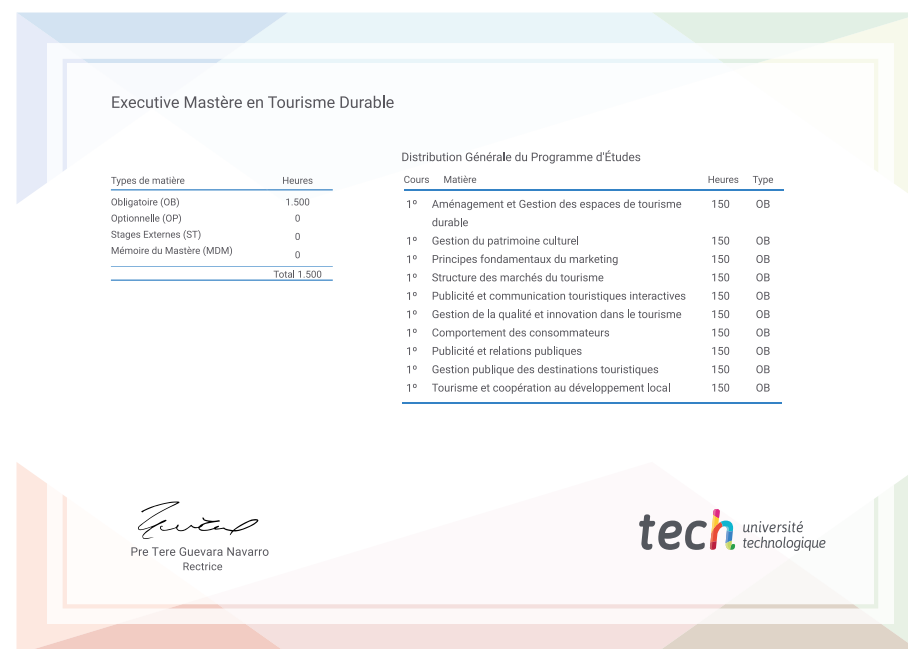 Executive Mastère en Tourisme Durable
Types de matière Heures
Obligatoire (OB) 1.500
Optionnelle (OP) 0
Stages Externes (ST) 0
Mémoire du Mastère (MDM) 0
Total 1.500
Distribution Générale du Programme d'Études
Cours Matière Heures Type
1º Aménagement et Gestion des espaces de tourisme 150 OB
durable
1º Gestion du patrimoine culturel 150 OB
1º Principes fondamentaux du marketing 150 OB
1º Structure des marchés du tourisme 150 OB
1º Publicité et communication touristiques interactives 150 OB
1º Gestion de la qualité et innovation dans le tourisme 150 OB
1º Comportement des consommateurs 150 OB
1º Publicité et relations publiques 150 OB
1º Gestion publique des destinations touristiques 150 OB
1º Tourisme et coopération au développement local 150 OB
Pre Tere Guevara Navarro
Rectrice
tech université
technologique